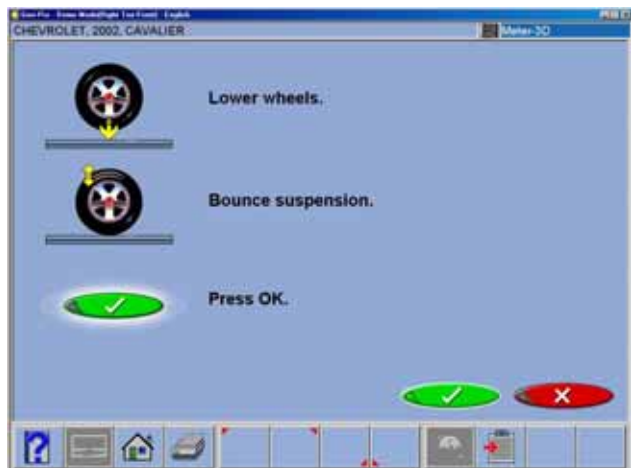 CHEVROLET, 2002, CAVALIER
Meter-3D
Lower wheels.
Bounce suspension.
Press OK.